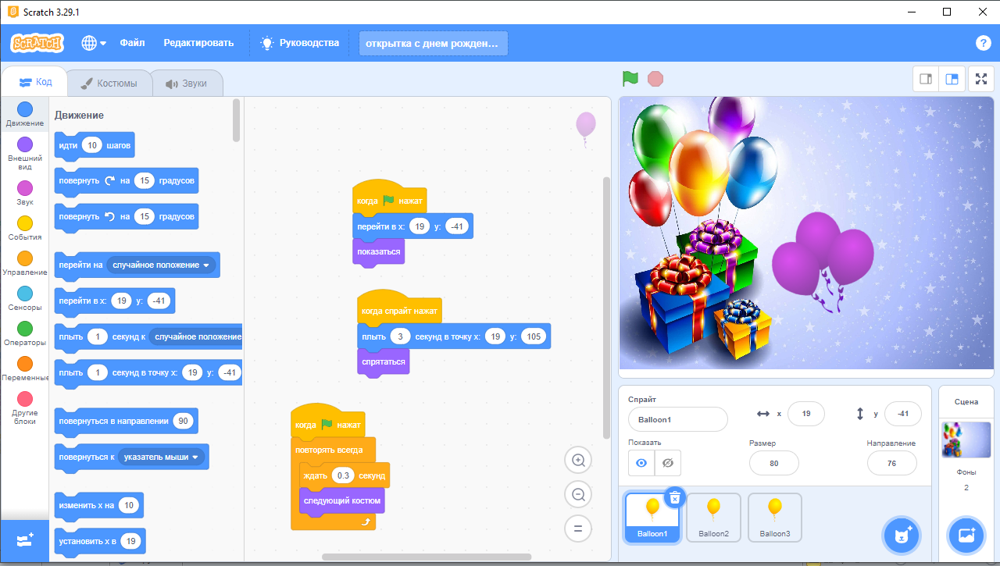 Scratch 3.29.1
SCRATCH
Файл
Редактировать
Руководства
открытка с днем рожден...
?
Код
Костюмы
Звуки
Движение
Внешний
вид
Звук
События
Управление
Сенсоры
Операторы
Переменные
Другие
блоки
Движение
идти 10 шагов
повернуть на 15 градусов
повернуть на 15 градусов
перейти на случайное положение
перейти в x: 19 y: -41
плыть 1 секунд к случайное положение
плыть 1 секунд в точку x: 19 y: -41
повернуться в направлении 90
повернуться к указатель мыши
изменить x на 10
установить x в 19
когда нажат
перейти в x: 19 y: -41
показаться
когда спрайт нажат
плыть 3 секунд в точку x: 19 y: 105
спрятаться
когда нажат
повторять всегда
ждать 0.3 секунд
следующий костюм
Спрайт
Balloon1
x 19
y -41
Показать
Размер
80
Направление
76
Balloon1
Balloon2
Balloon3
Сцена
Фоны
2